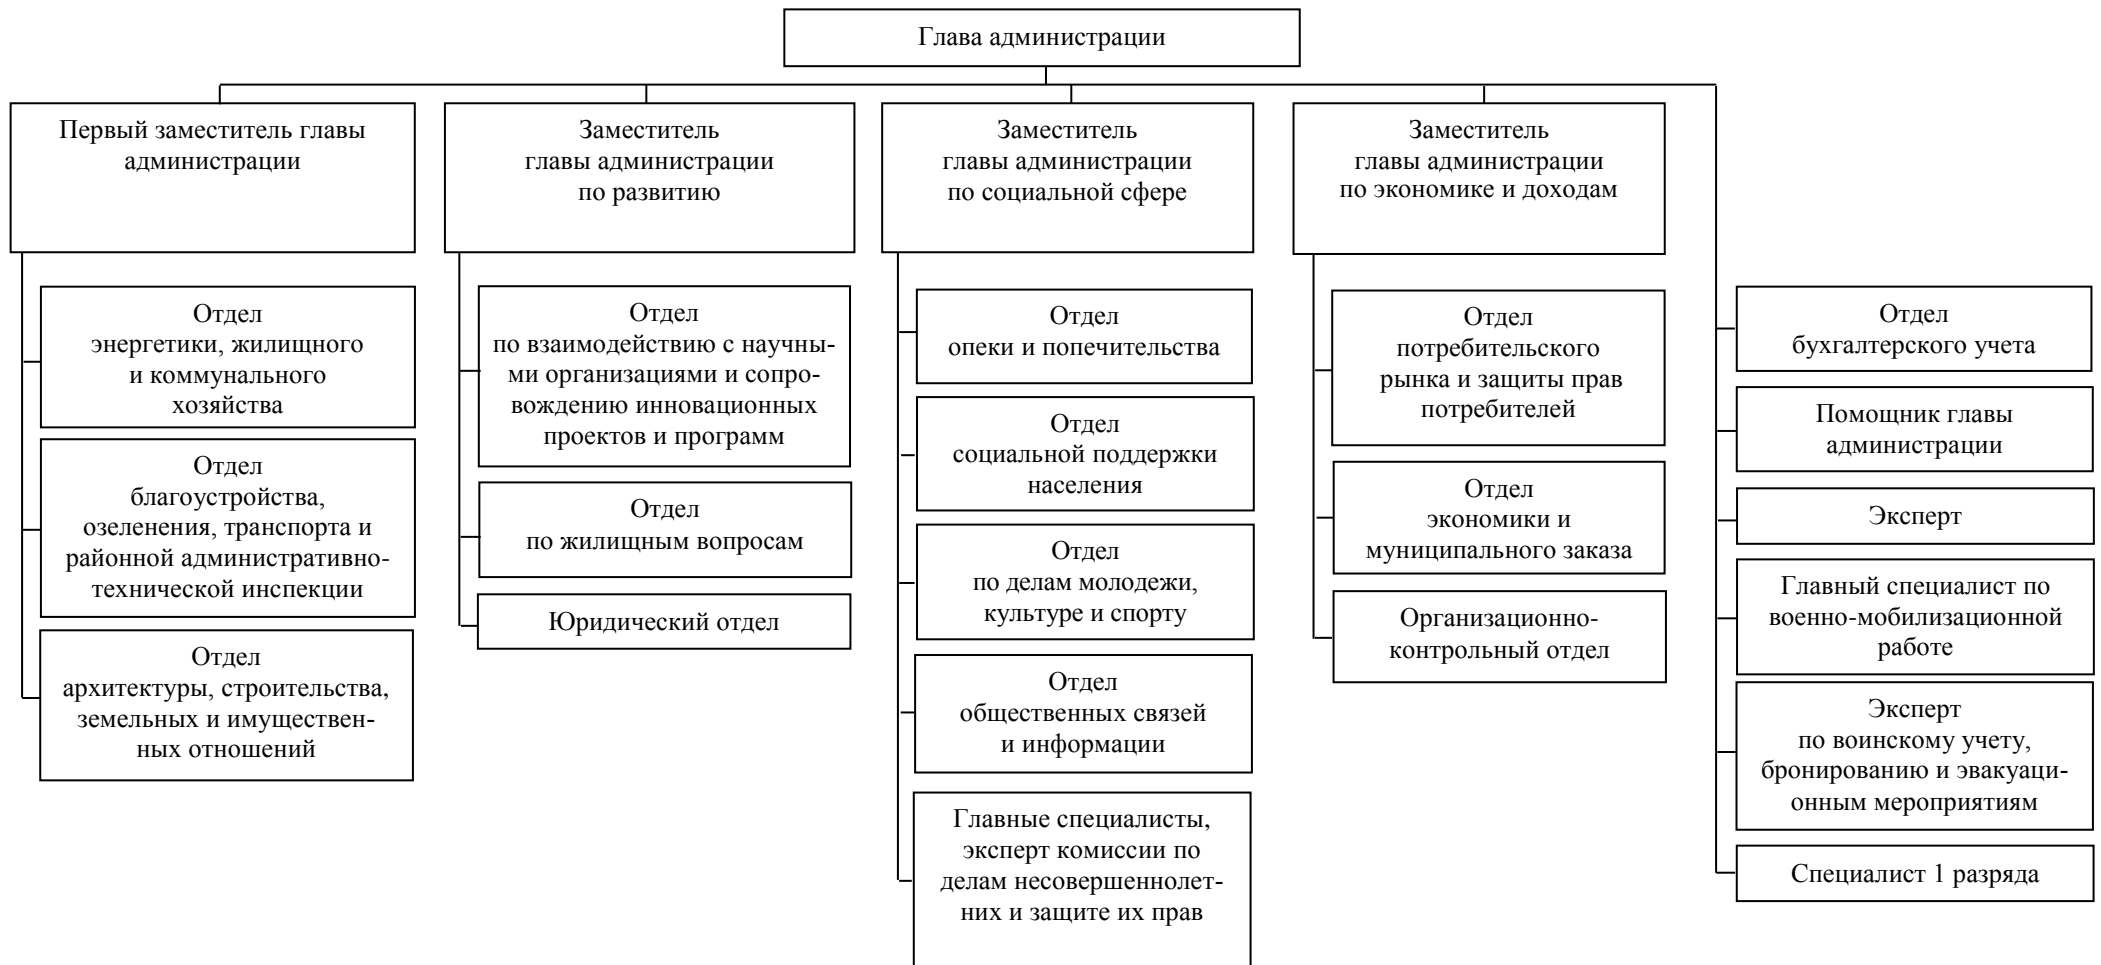 Глава администрации
Первый заместитель главы
администрации
Отдел
энергетики, жилищного
и коммунального
хозяйства
Отдел
благоустройства,
озеленения, транспорта и
районной административно-
технической инспекции
Отдел
архитектуры, строительства,
земельных и имуществен-
ных отношений
Заместитель
главы администрации
по развитию
Отдел
по взаимодействию с научны-
ми организациями и сопро-
вождению инновационных
проектов и программ
Отдел
по жилищным вопросам
Юридический отдел
Заместитель
главы администрации
по социальной сфере
Отдел
опеки и попечительства
Отдел
социальной поддержки
населения
Отдел
по делам молодежи,
культуре и спорту
Отдел
общественных связей
и информации
Главные специалисты,
эксперт комиссии по
делам несовершеннолет-
них и защите их прав
Заместитель
главы администрации
по экономике и доходам
Отдел
потребительского
рынка и защиты прав
потребителей
Отдел
экономики и
муниципального заказа
Организационно-
контрольный отдел
Отдел
бухгалтерского учета
Помощник главы
администрации
Эксперт
Главный специалист по
военно-мобилизационной
работе
Эксперт
по воинскому учету,
бронированию и эвакуаци-
онным мероприятиям
Специалист 1 разряда